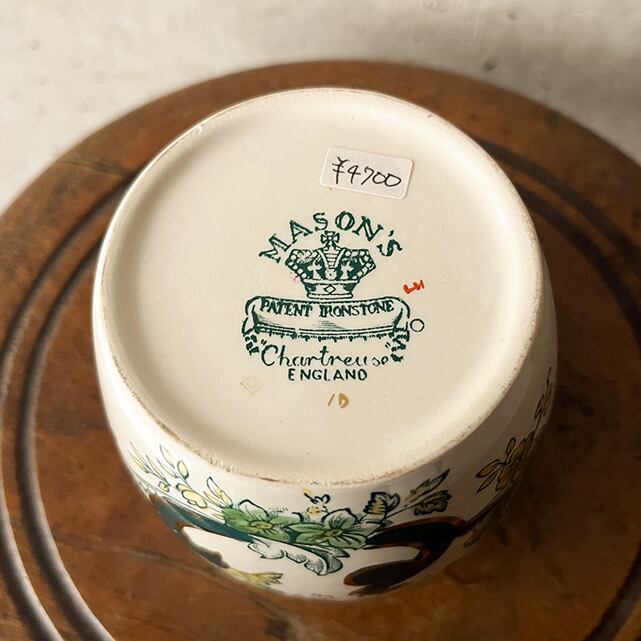 ¥4700
MASON'S
PATENT IRONSTONE
"Chartreuse"
ENGLAND